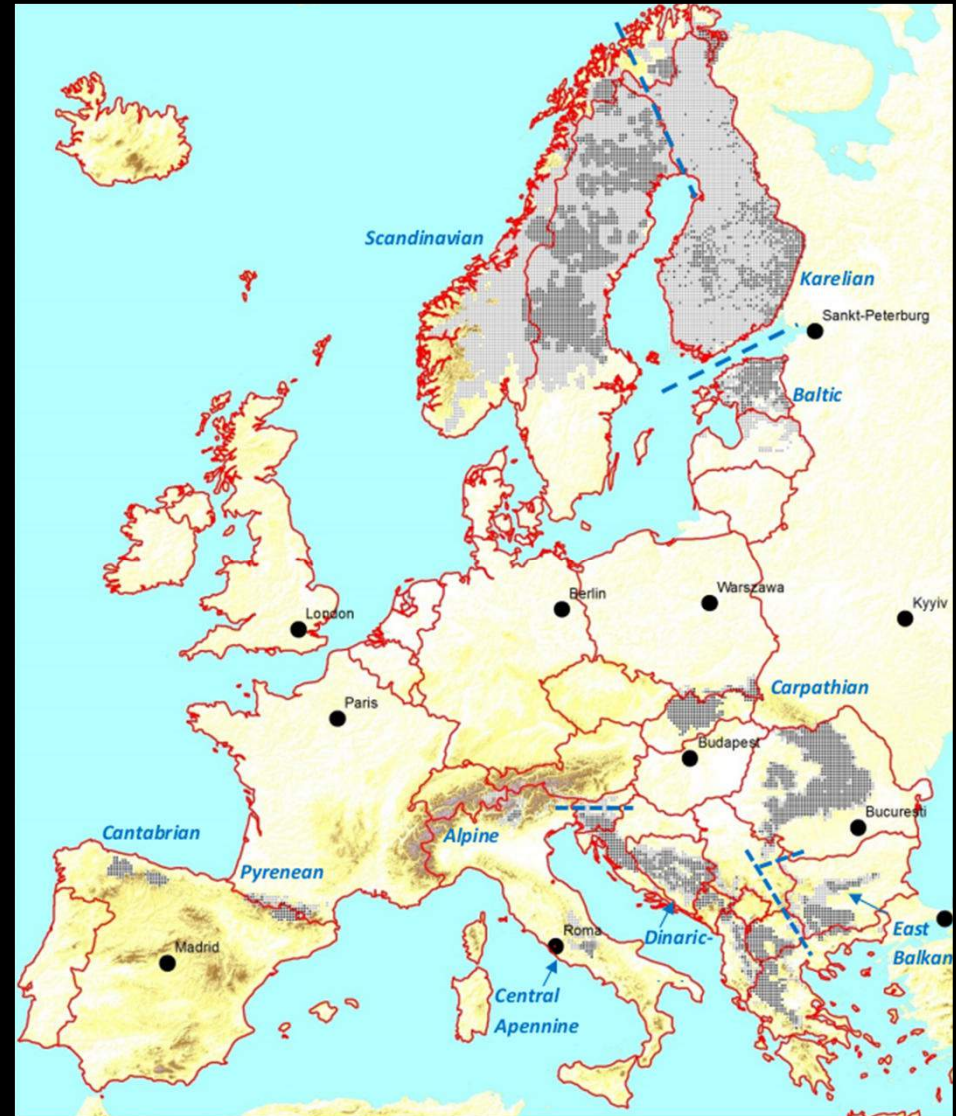 Scandinavian
Karelian
Sankt-Peterburg
Baltic
London
Berlin
Warszawa
Kyyiv
Paris
Carpathian
Budapest
Bucuresti
Cantabrian
Alpine
Pyrenean
Madrid
Roma
Dinaric-
East
Balkan
Central
Apennine